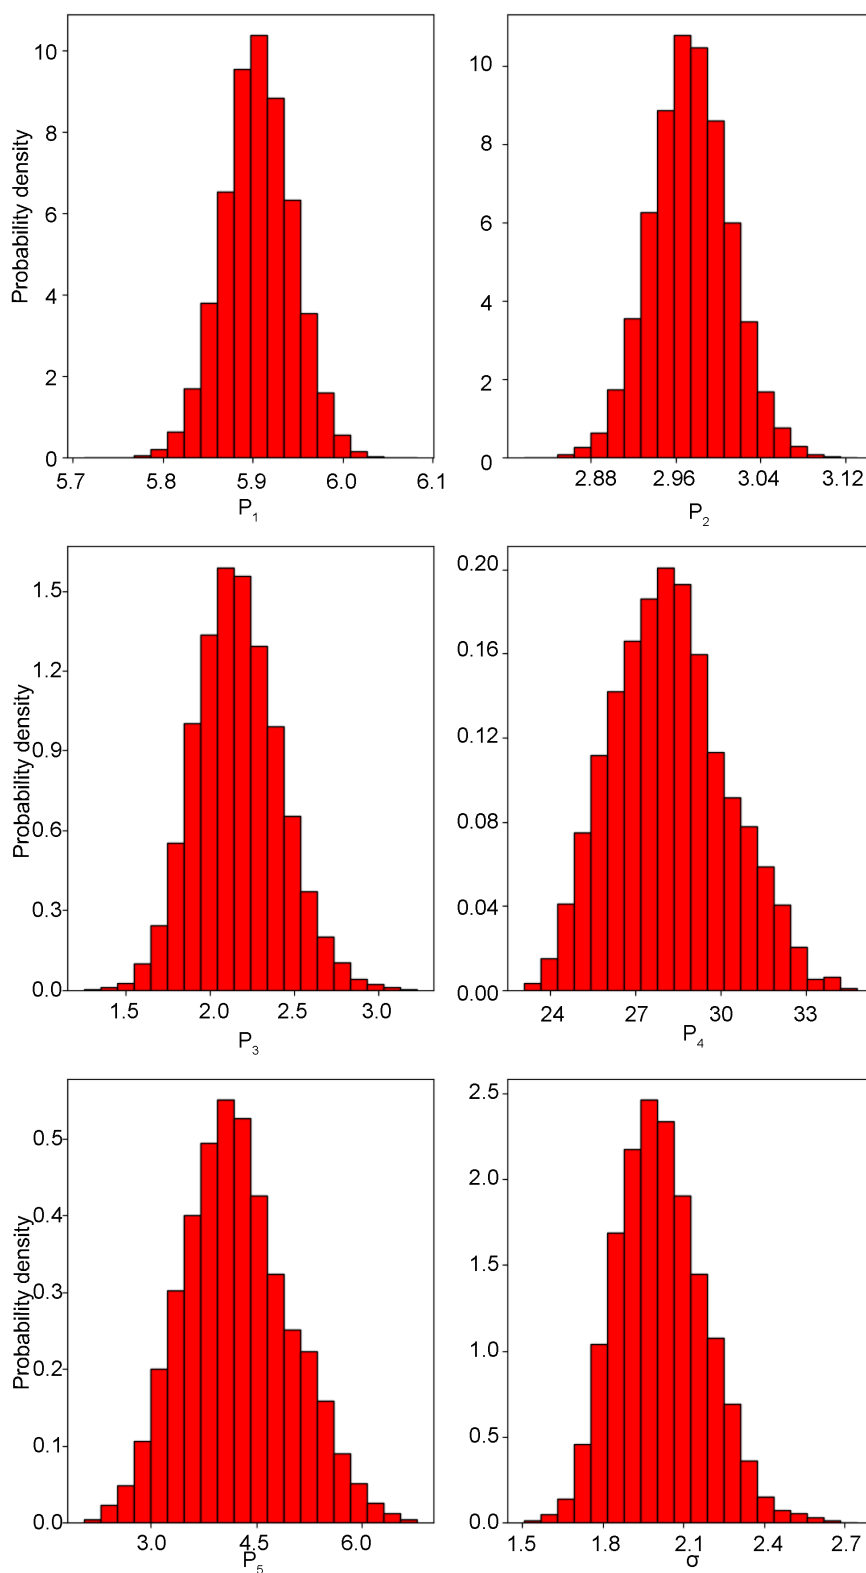 Probability density
10
8
6
4
2
0
5.7 5.8 5.9 6.0 6.1
P₁
10
8
6
4
2
0
2.88 2.96 3.04 3.12
P₂
Probability density
1.5
1.2
0.9
0.6
0.3
0.0
1.5 2.0 2.5 3.0
P₃
0.20
0.16
0.12
0.08
0.04
0.00
24 27 30 33
P₄
Probability density
0.5
0.4
0.3
0.2
0.1
0.0
3.0 4.5 6.0
P₅
2.5
2.0
1.5
1.0
0.5
0.0
1.5 1.8 2.1 2.4 2.7
σ